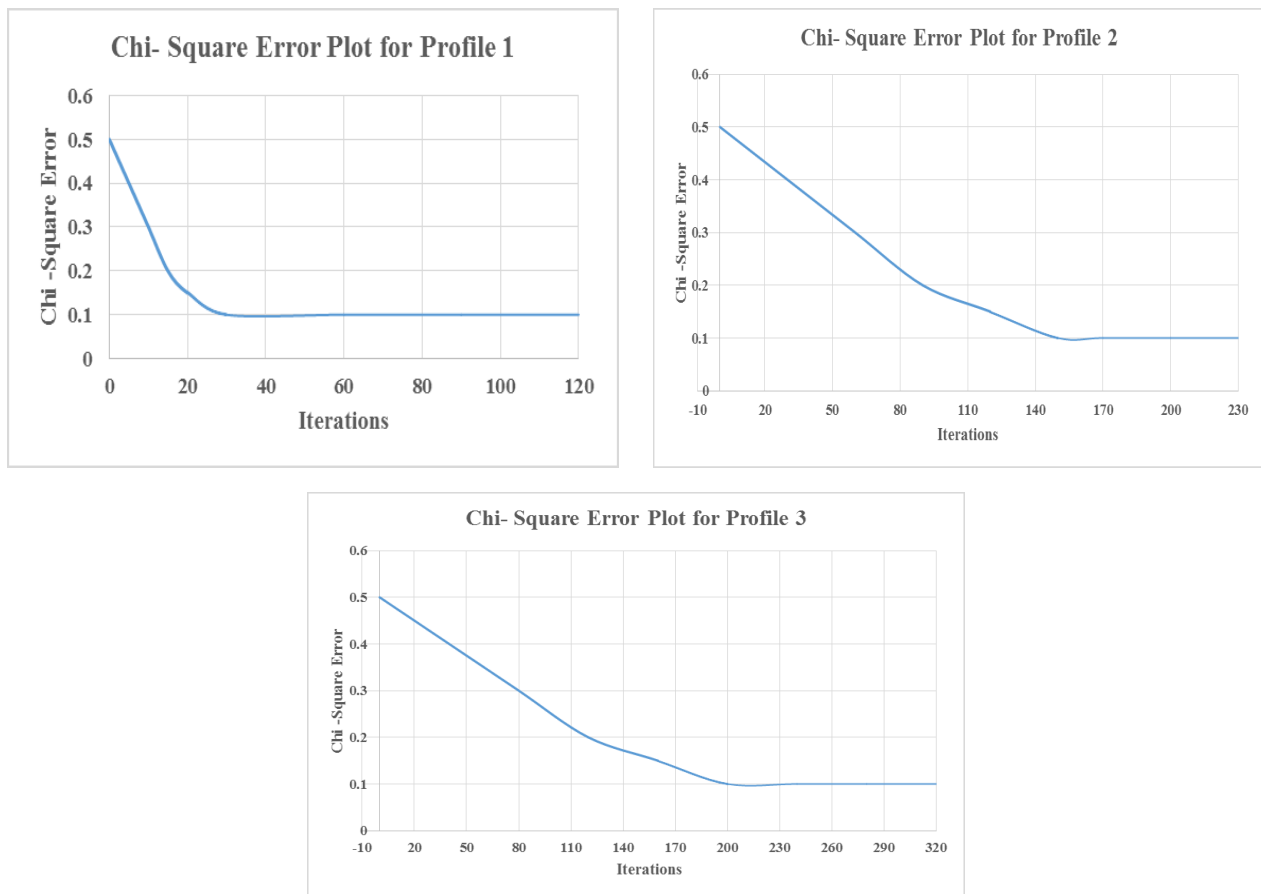 Chi- Square Error Plot for Profile 1
Chi -Square Error
0.6
0.5
0.4
0.3
0.2
0.1
0
0 20 40 60 80 100 120
Iterations
Chi- Square Error Plot for Profile 2
Chi -Square Error
0.6
0.5
0.4
0.3
0.2
0.1
0
-10 20 50 80 110 140 170 200 230
Iterations
Chi- Square Error Plot for Profile 3
Chi -Square Error
0.6
0.5
0.4
0.3
0.2
0.1
0
-10 20 50 80 110 140 170 200 230 260 290 320
Iterations